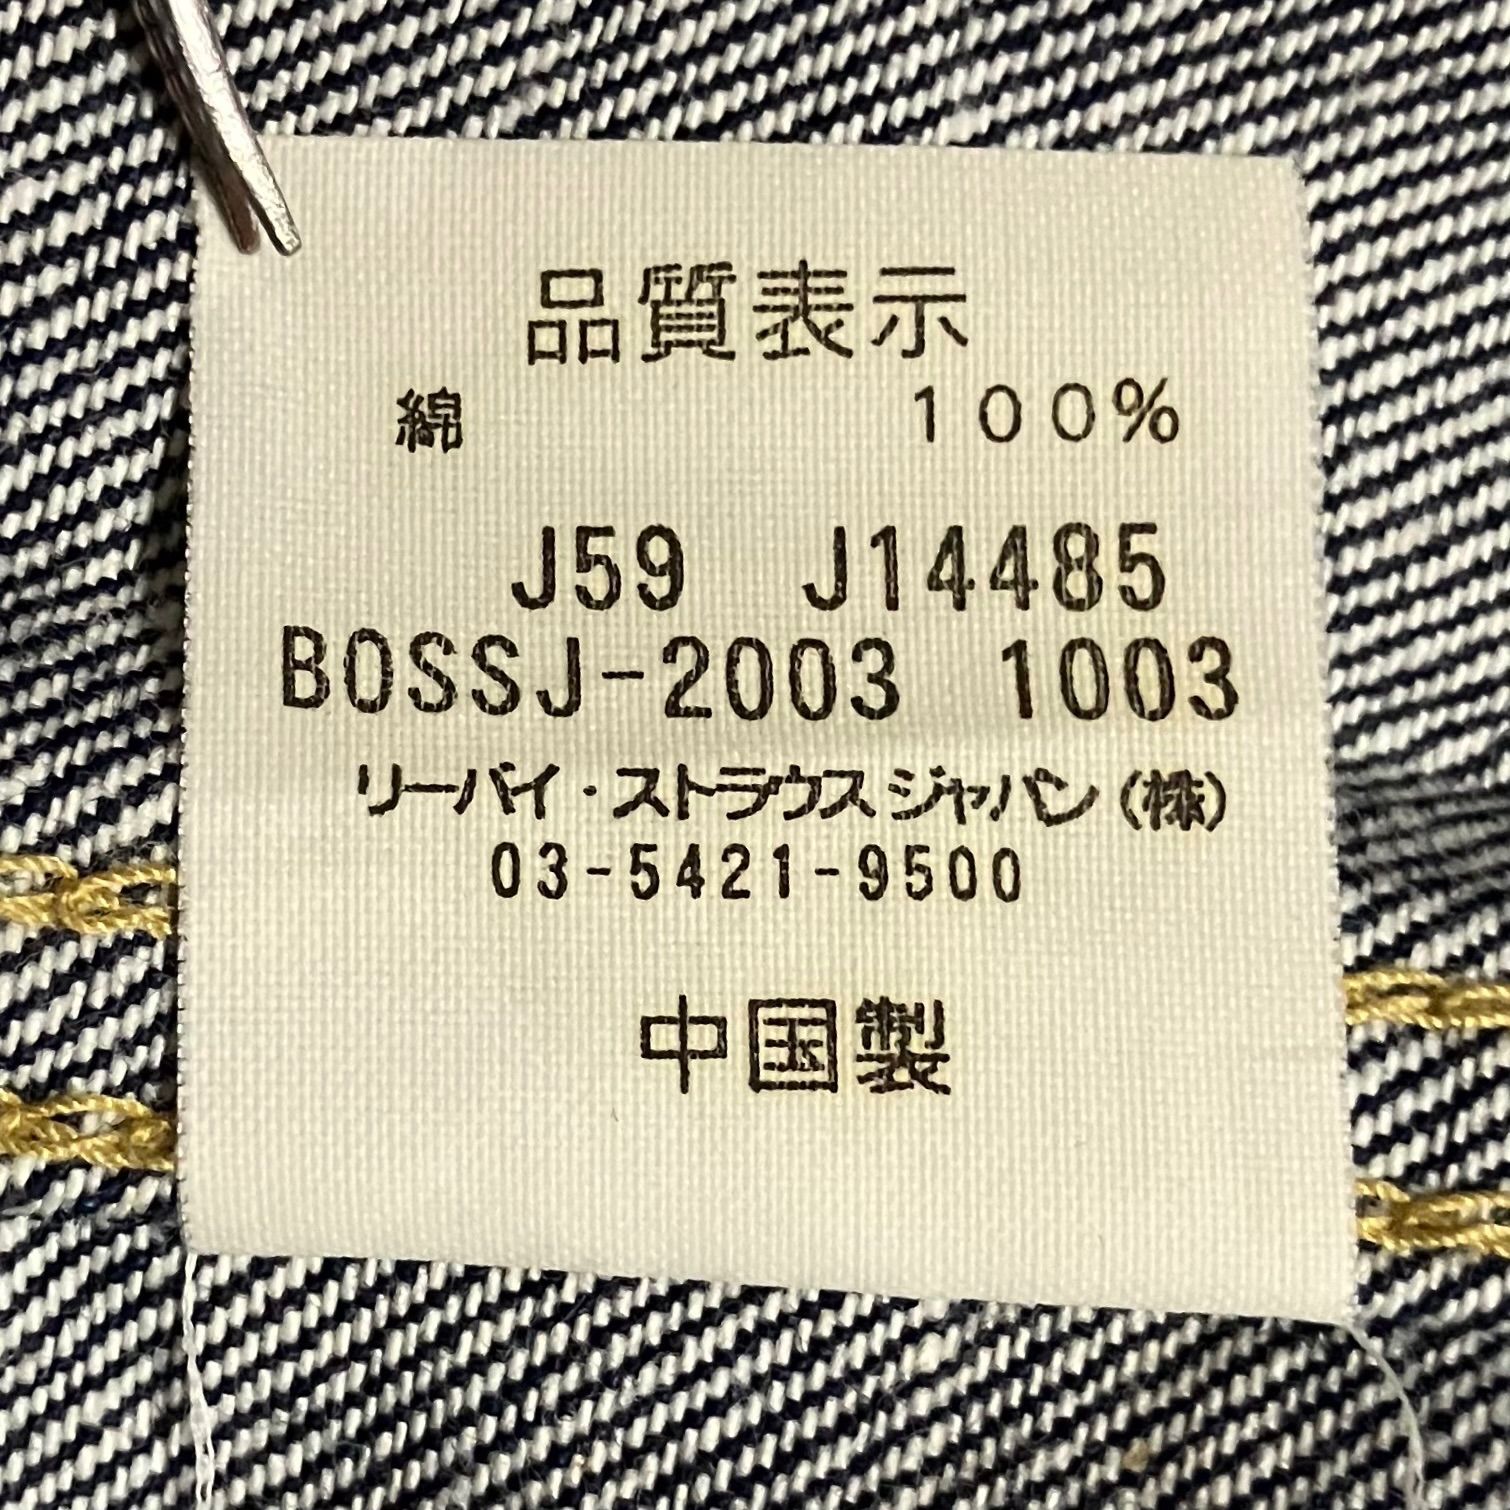 品質表示
綿 100%
J59 J14485
BOSSJ-2003 1003
リーバイ・ストラウス ジャパン(株)
03-5421-9500
中国製